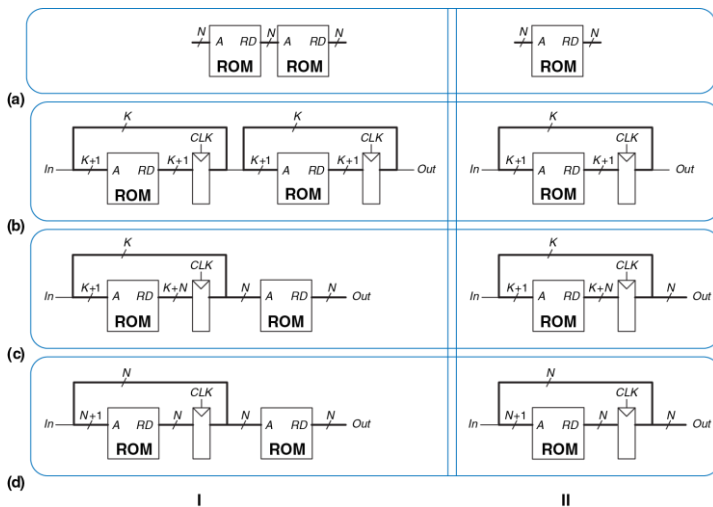 N A RD N A RD N
ROM ROM
N A RD N
ROM
(a)
K CLK K CLK
In K+1 A RD K+1 K+1 A RD K+1 Out
ROM ROM
K CLK
In K+1 A RD K+1 Out
ROM
(b)
K CLK
In K+1 A RD K+N N A RD N Out
ROM ROM
K CLK
In K+1 A RD K+N N Out
ROM
(c)
N CLK
In N+1 A RD N N A RD N Out
ROM ROM
N CLK
In N+1 A RD N N Out
ROM
(d)
I II